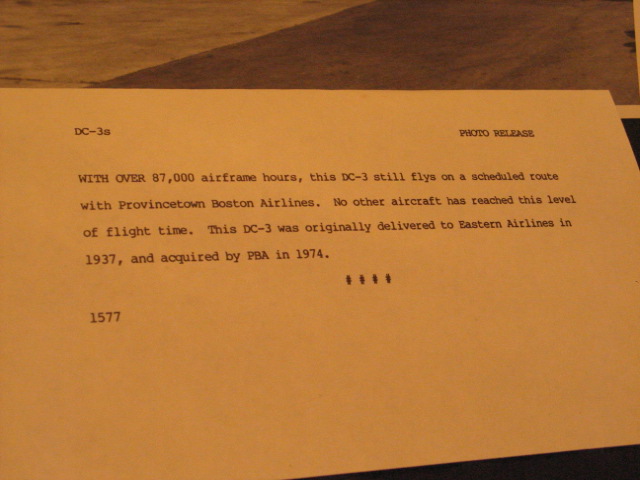 DC-3s PHOTO RELEASE
WITH OVER 87,000 airframe hours, this DC-3 still flys on a scheduled route
with Provincetown Boston Airlines. No other aircraft has reached this level
of flight time. This DC-3 was originally delivered to Eastern Airlines in
1937, and acquired by PBA in 1974.
# # # #
1577